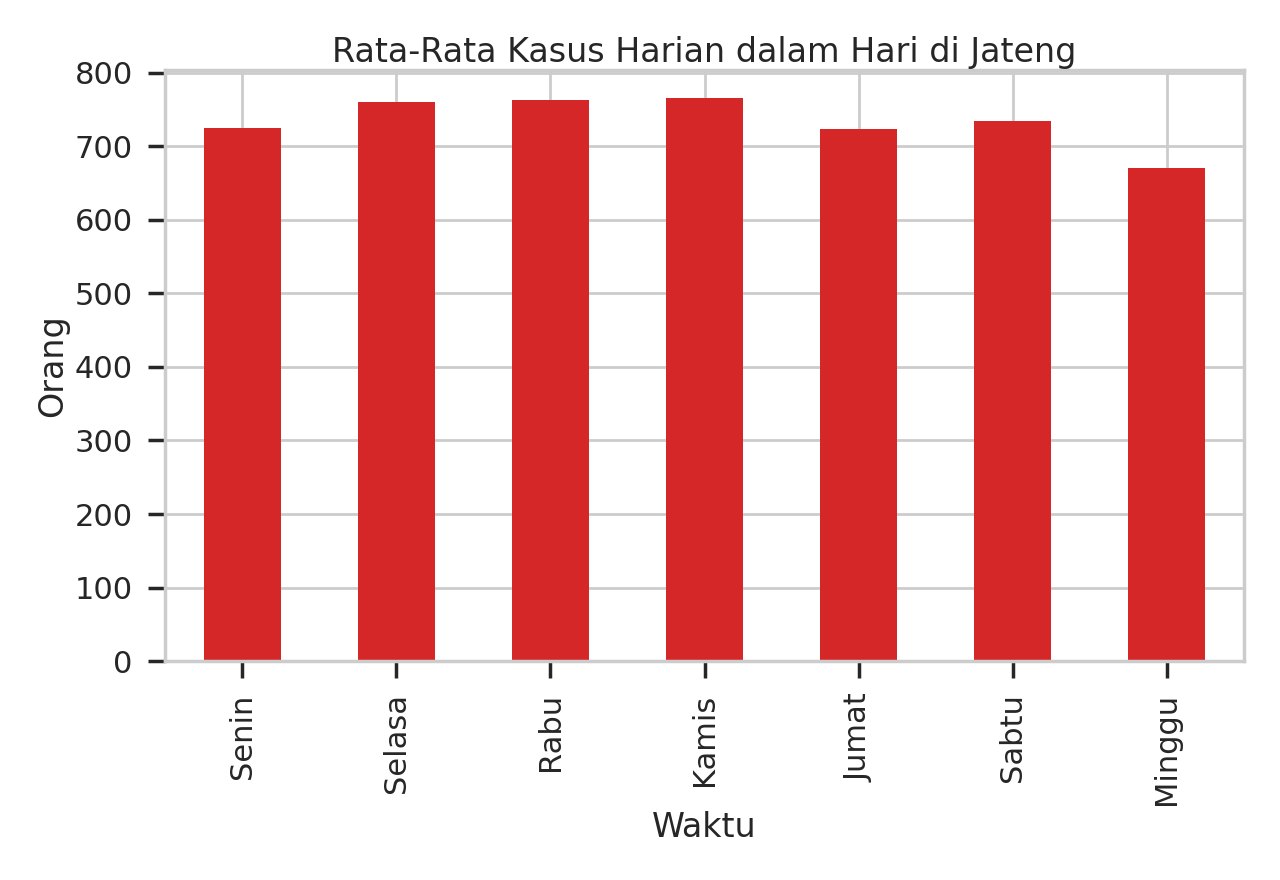 Rata-Rata Kasus Harian dalam Hari di Jateng
800
700
600
500
400
300
200
100
0
Orang
Senin
Selasa
Rabu
Kamis
Jumat
Sabtu
Minggu
Waktu